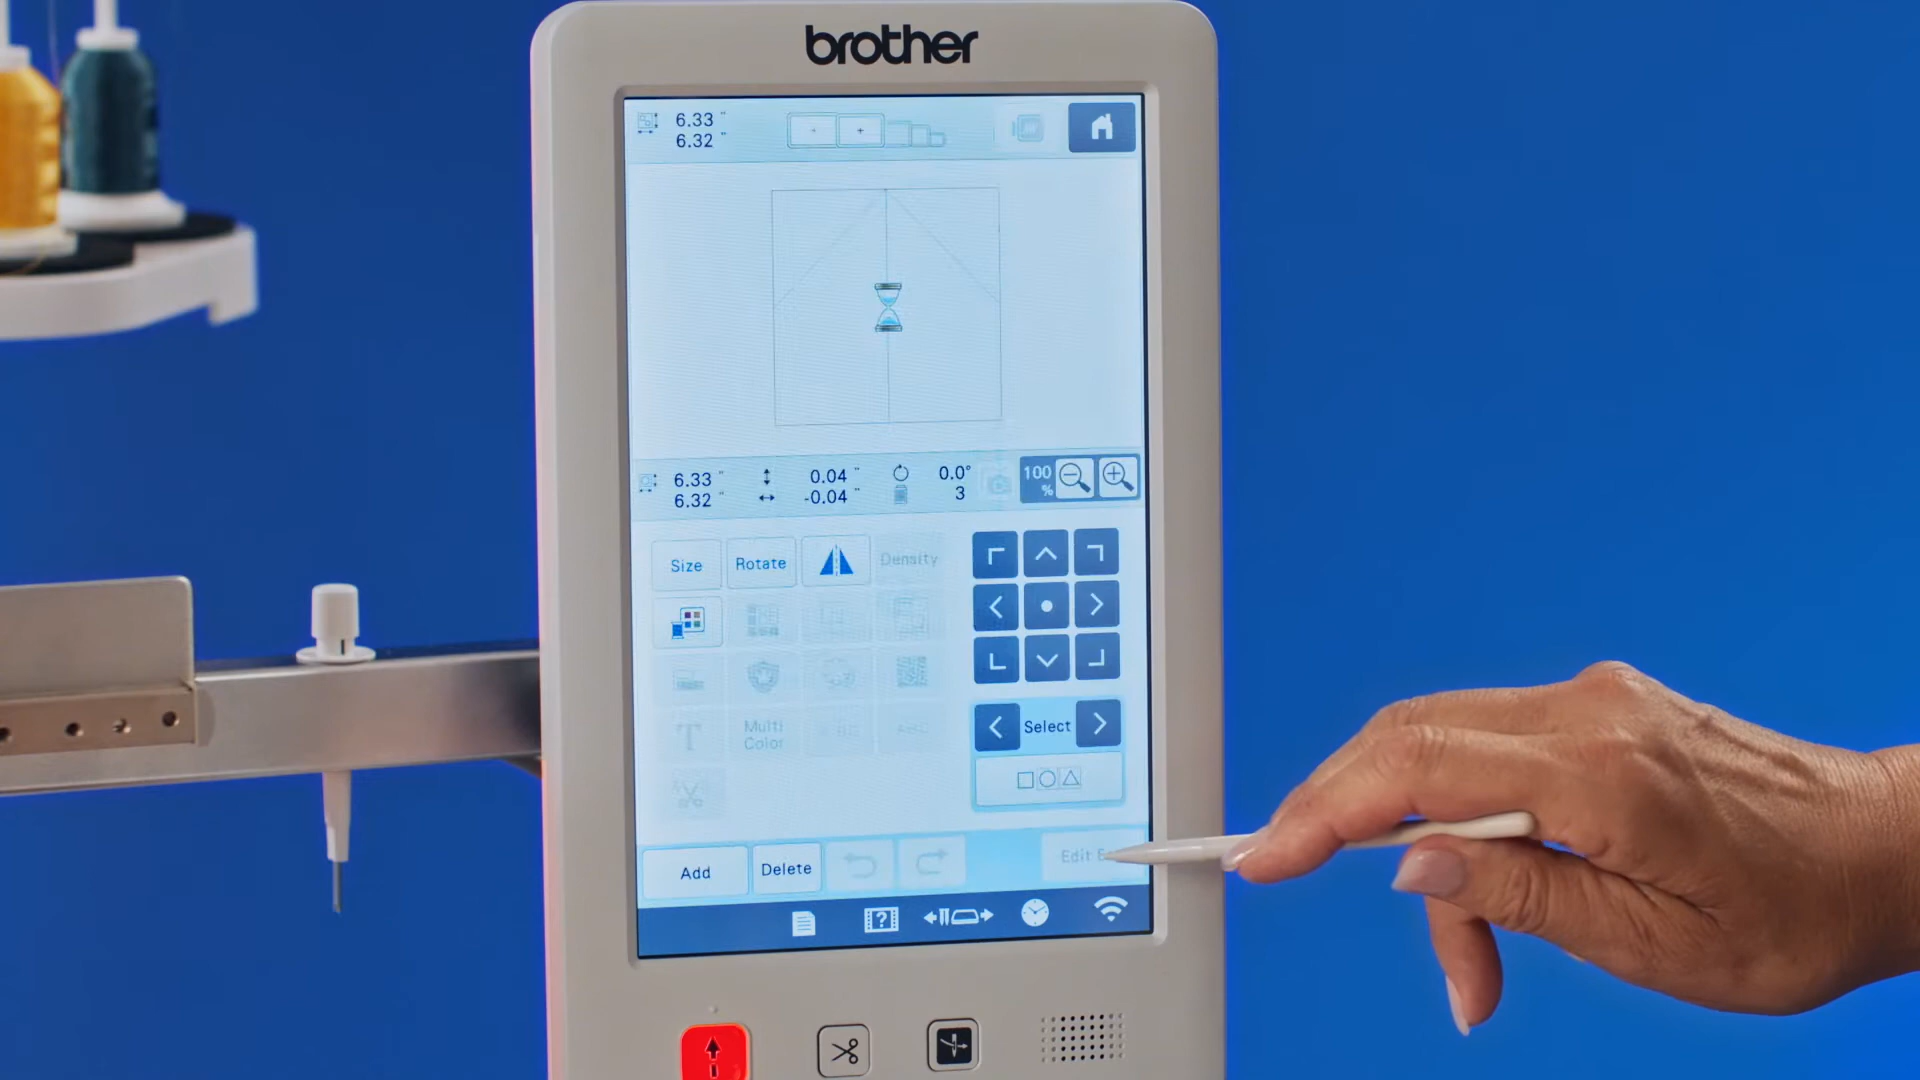 brother
6.33 "
6.32 "
6.33 " 0.04 " 0.0°
6.32 " -0.04 " 3
100
%
Size Rotate Density
Multi
Color
Select
Add Delete Edit